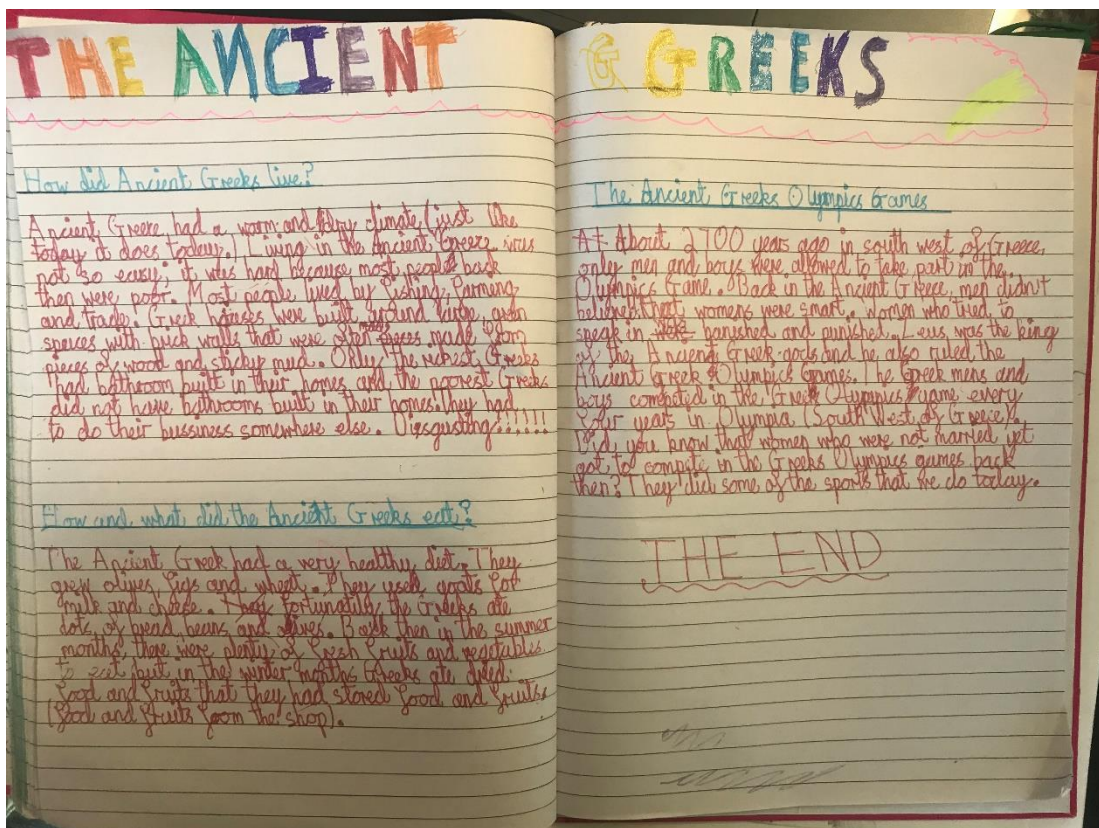 THE ANCIENT
How did Ancient Greeks live?
Ancient Greece had a warm and dry climate (just like
today it does today.) Living in the Ancient Greece was
not so easy; it was hard because most people back
then were poor. Most people lived by fishing, farming
and trade. Greek houses were built around large, open
spaces with brick walls that were often made from
pieces of wood and sticky mud. Only the richest Greeks
had bathroom built in their homes and the poorest Greeks
did not have bathrooms built in their homes. They had
to do their bussiness somewhere else. Disgusting!!!!!!
How and what did the Ancient Greeks eat?
The Ancient Greek had a very healthy diet. They
grew olives, figs and wheat. They used goats for
milk and cheese. They fortunatily the Greeks ate
lots of bread, beans and olives. Back then in the summer
months, there were plenty of fresh fruits and vegetables
to eat but in the winter months Greeks ate dried
food and fruits that they had stored food and fruits
(food and fruits from the shop).
G GREEKS
The Ancient Greeks Olympics Games
At About 2700 years ago in south west of Greece,
only men and boys were allowed to take part in the
Olympics Game. Back in the Ancient Greece, men didn't
believed that womens were smart. Women who tried to
speak in were banished and punished. Zeus was the king
of the Ancient Greek gods and he also ruled the
Ancient Greek Olympics Games. The Greek mens and
boys competed in the Greek Olympics game every
four years in Olympia (South West of Greece).
Did you know that women who were not married yet
got to compete in the Greeks Olympics games back
then? They did some of the sports that we do today.
THE END